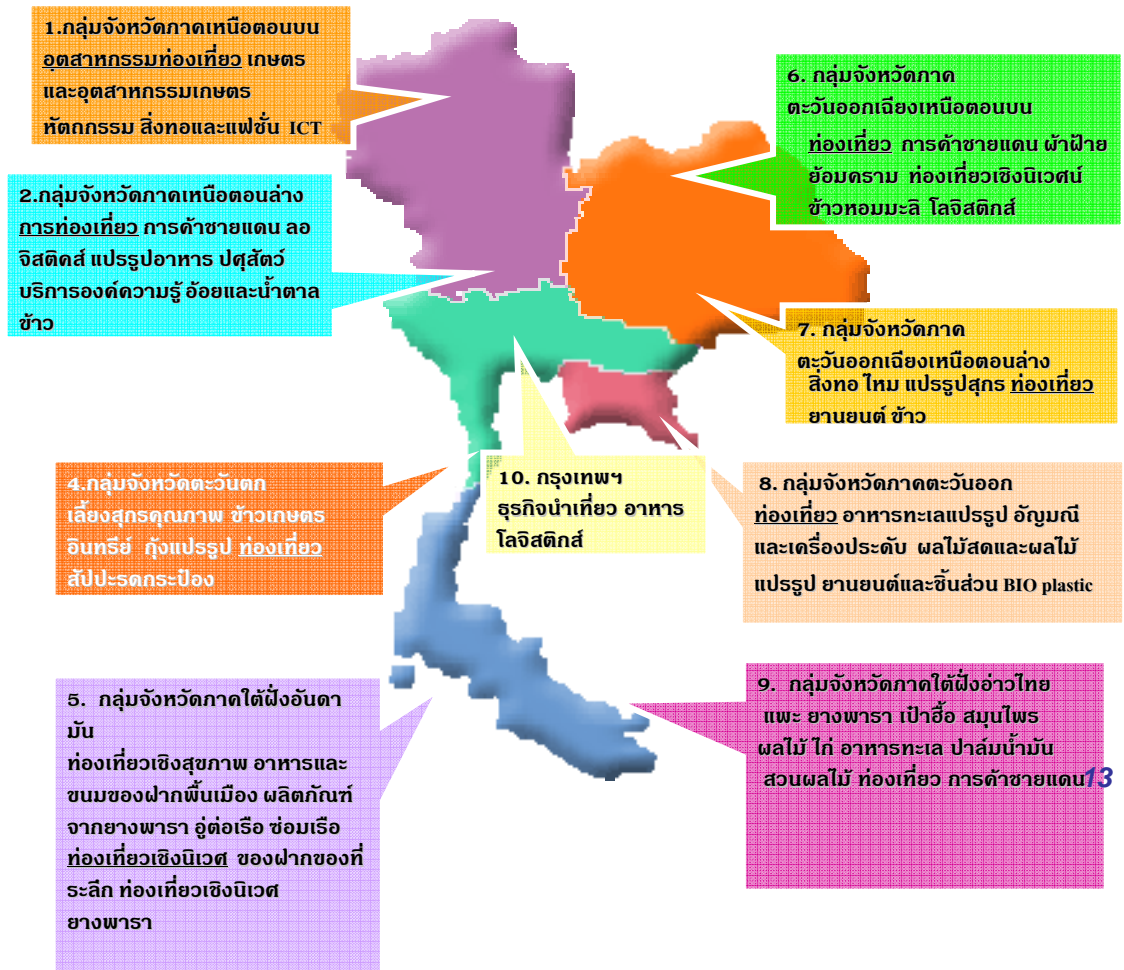 1.กลุ่มจังหวัดภาคเหนือตอนบน
อุตสาหกรรมท่องเที่ยว เกษตร
และอุตสาหกรรมเกษตร
หัตถกรรม สิ่งทอและแฟชั่น ICT
2.กลุ่มจังหวัดภาคเหนือตอนล่าง
การท่องเที่ยว การค้าชายแดน ลอ
จิสติคส์ แปรรูปอาหาร ปศุสัตว์
บริการองค์ความรู้ อ้อยและน้ำตาล
ข้าว
4.กลุ่มจังหวัดตะวันตก
เลี้ยงสุกรคุณภาพ ข้าวเกษตร
อินทรีย์ กุ้งแปรรูป ท่องเที่ยว
สัปปะรดกระป๋อง
5. กลุ่มจังหวัดภาคใต้ฝั่งอันดา
มัน
ท่องเที่ยวเชิงสุขภาพ อาหารและ
ขนมของฝากพื้นเมือง ผลิตภัณฑ์
จากยางพารา อู่ต่อเรือ ซ่อมเรือ
ท่องเที่ยวเชิงนิเวศ ของฝากของที่
ระลึก ท่องเที่ยวเชิงนิเวศ
ยางพารา
6. กลุ่มจังหวัดภาค
ตะวันออกเฉียงเหนือตอนบน
ท่องเที่ยว การค้าชายแดน ผ้าฝ้าย
ย้อมคราม ท่องเที่ยวเชิงนิเวศน์
ข้าวหอมมะลิ โลจิสติกส์
7. กลุ่มจังหวัดภาค
ตะวันออกเฉียงเหนือตอนล่าง
สิ่งทอ ไหม แปรรูปสุกร ท่องเที่ยว
ยานยนต์ ข้าว
8. กลุ่มจังหวัดภาคตะวันออก
ท่องเที่ยว อาหารทะเลแปรรูป อัญมณี
และเครื่องประดับ ผลไม้สดและผลไม้
แปรรูป ยานยนต์และชิ้นส่วน BIO plastic
9. กลุ่มจังหวัดภาคใต้ฝั่งอ่าวไทย
แพะ ยางพารา เป๋าฮื้อ สมุนไพร
ผลไม้ ไก่ อาหารทะเล ปาล์มน้ำมัน
สวนผลไม้ ท่องเที่ยว การค้าชายแดน
13
10. กรุงเทพฯ
ธุรกิจนำเที่ยว อาหาร
โลจิสติกส์